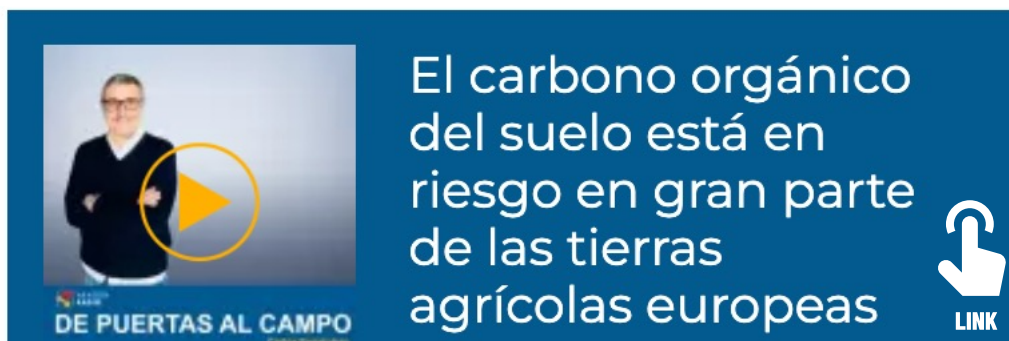 El carbono orgánico
del suelo está en
riesgo en gran parte
de las tierras
agrícolas europeas
DE PUERTAS AL CAMPO
LINK